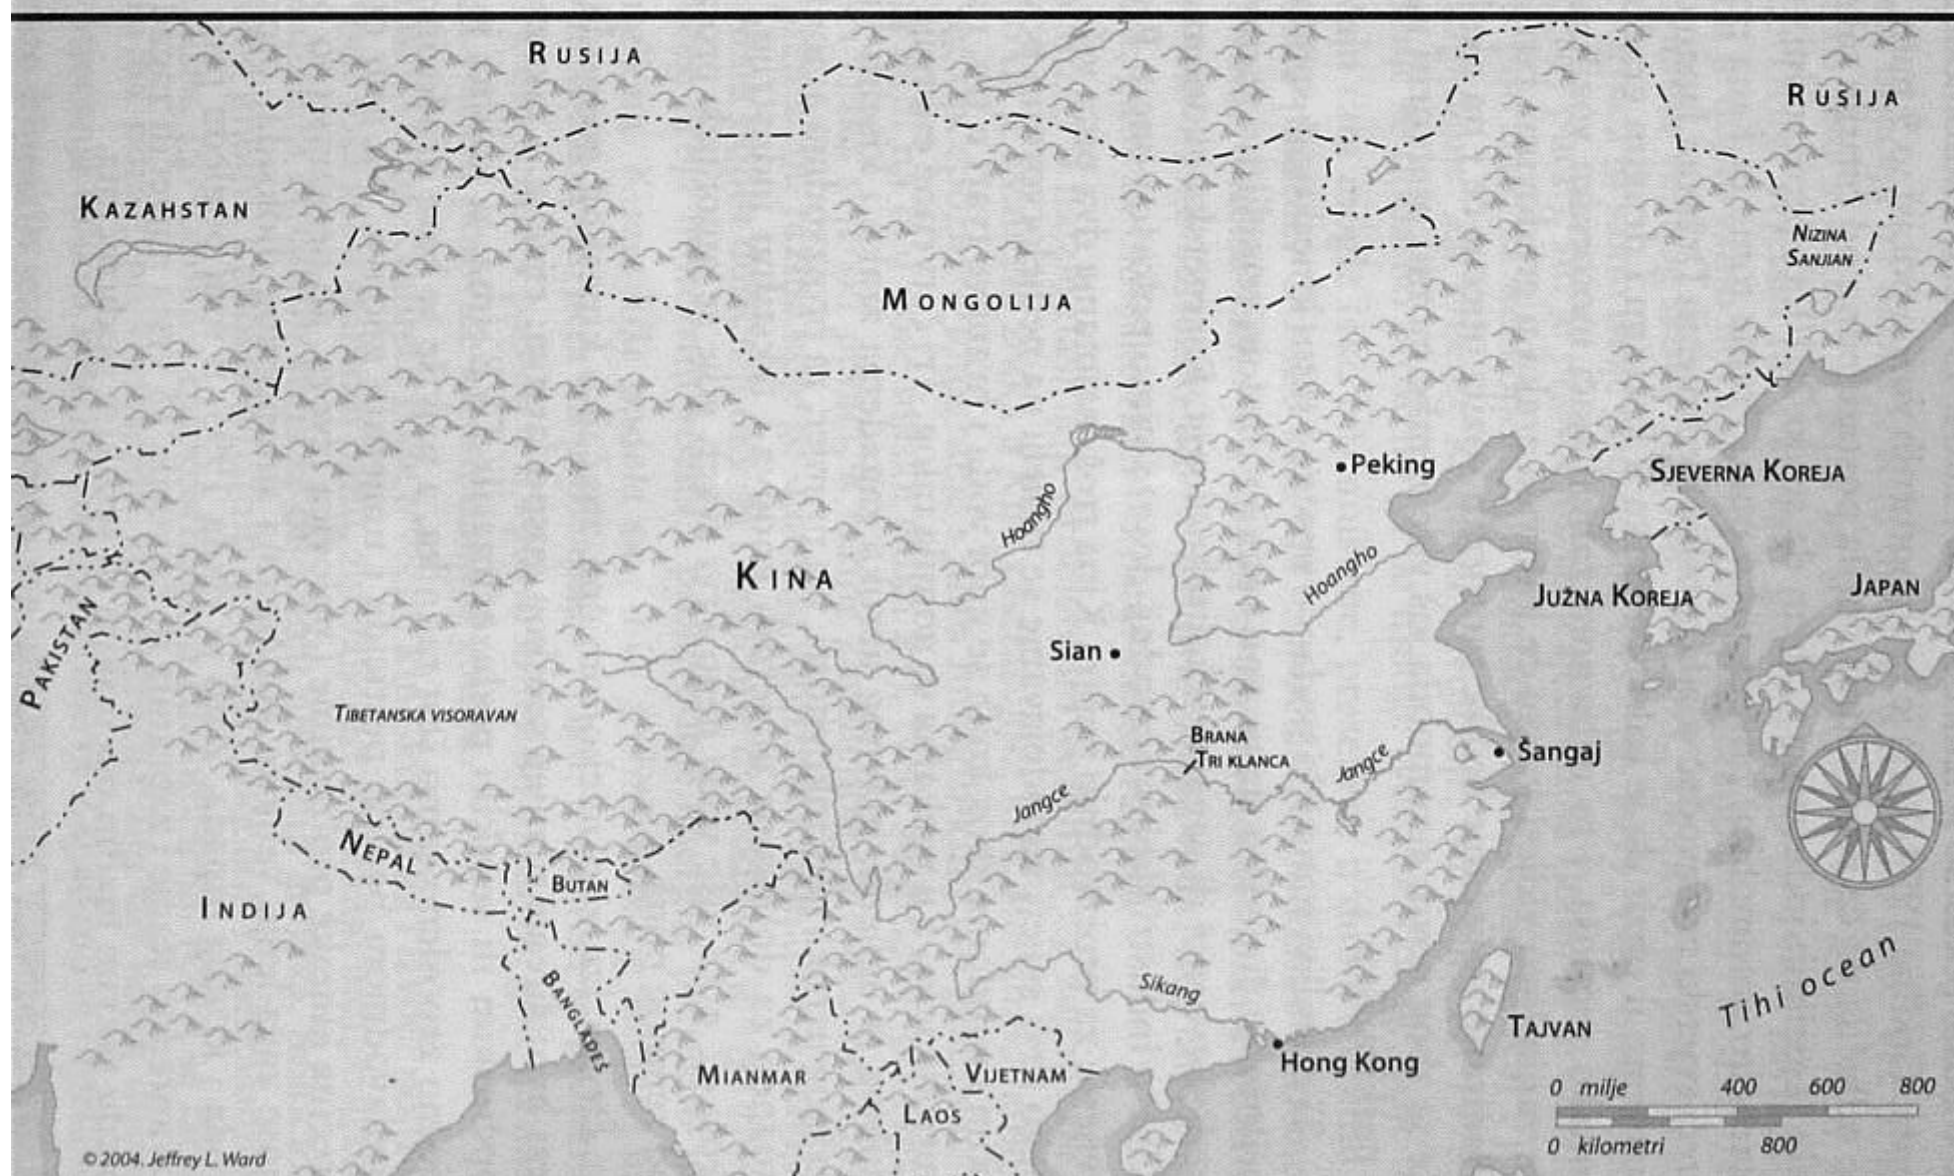 RUSIJA
RUSIJA
KAZAHSTAN
NIZINA
SANJIAN
MONGOLIJA
Peking
SJEVERNA KOREJA
Hoangho
Hoangho
KINA
JUŽNA KOREJA
JAPAN
PAKISTAN
Sian
TIBETANSKA VISORAVAN
BRANA
TRI KLANCA
Jangce
Šangaj
Jangce
NEPAL
BUTAN
INDIJA
BANGLADEŠ
Sikang
Tihi ocean
TAJVAN
Hong Kong
MIANMAR
VIJETNAM
LAOS
0 milje 400 600 800
0 kilometri 800
© 2004. Jeffrey L. Ward